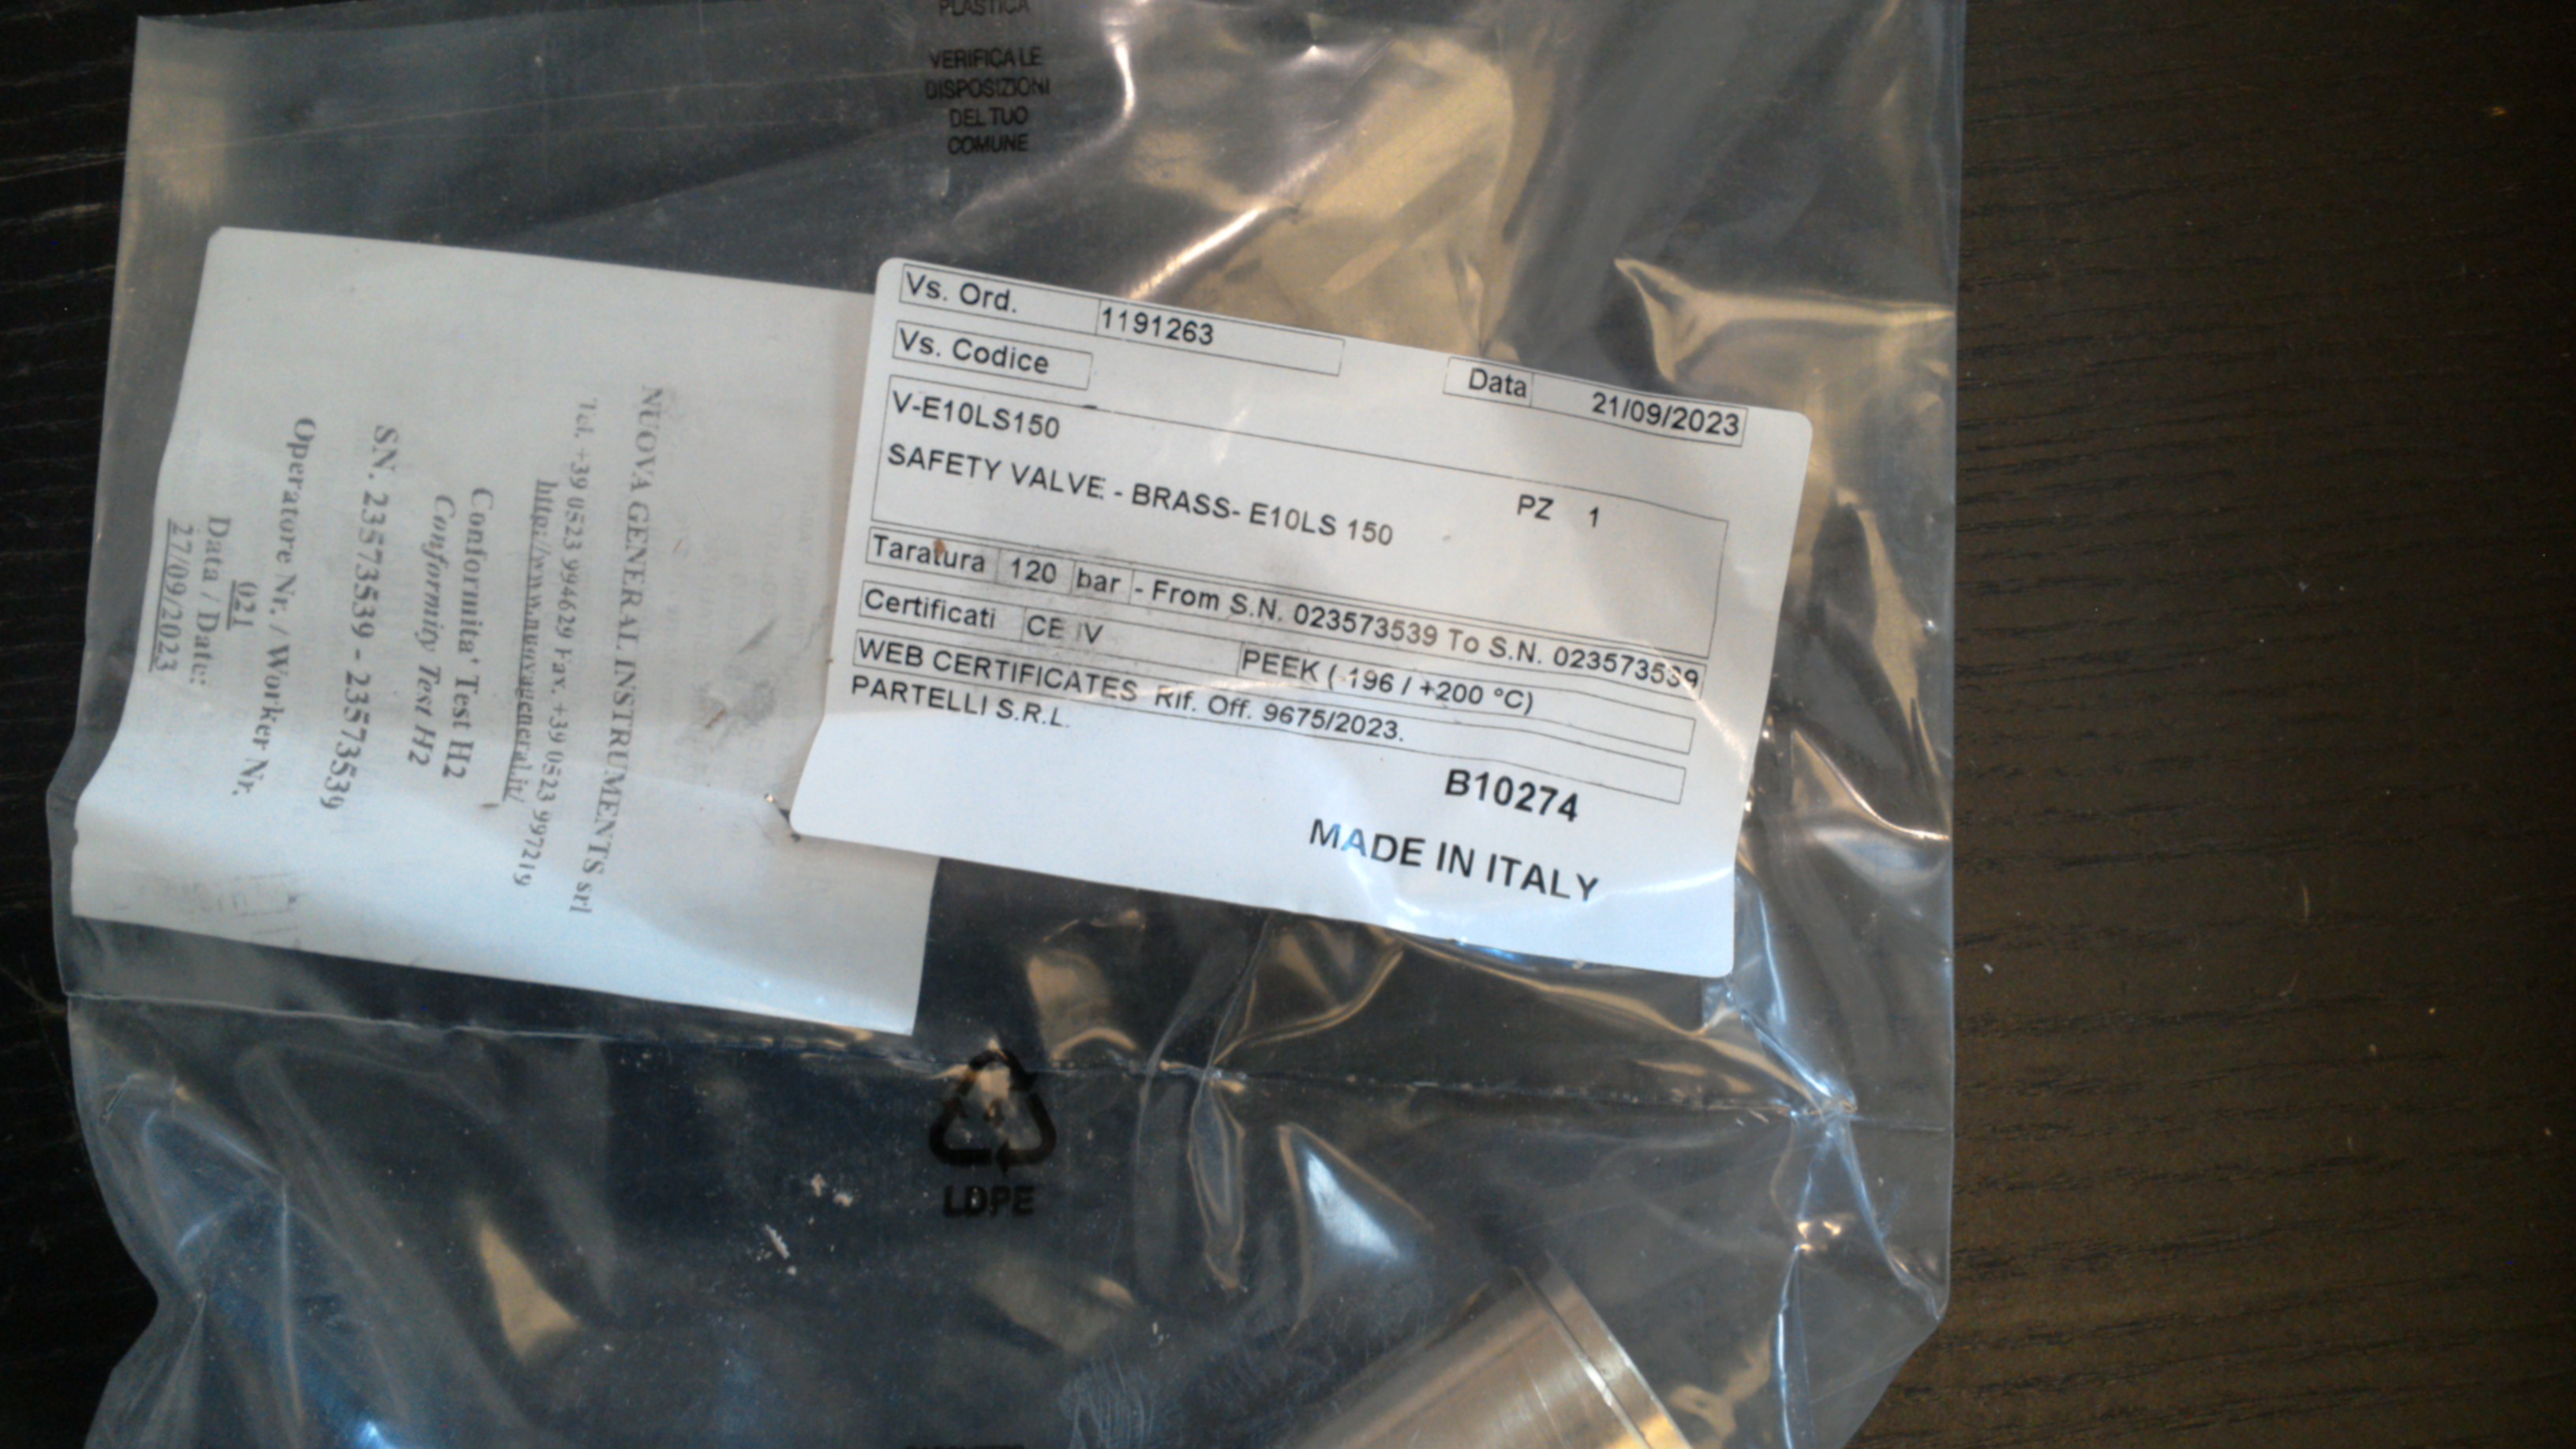 PLASTICA
VERIFICA LE
DISPOSIZIONI
DEL TUO
COMUNE
Vs. Ord. 1191263
Vs. Codice
Data 21/09/2023
V-E10LS150
PZ 1
SAFETY VALVE - BRASS- E10LS 150
Taratura 120 bar - From S.N. 023573539 To S.N. 023573539
Certificati CE IV PEEK (-196 / +200 °C)
WEB CERTIFICATES Rif. Off. 9675/2023.
PARTELLI S.R.L.
B10274
MADE IN ITALY
NUOVA GENERAL INSTRUMENTS srl
Tel. +39 0523 994629 Fax. +39 0523 997219
http://www.nuovageneral.it/
Conformita' Test H2
Conformity Test H2
SN. 23573539 - 23573539
Operatore Nr. / Worker Nr.
021
Data / Date:
27/09/2023
LDPE